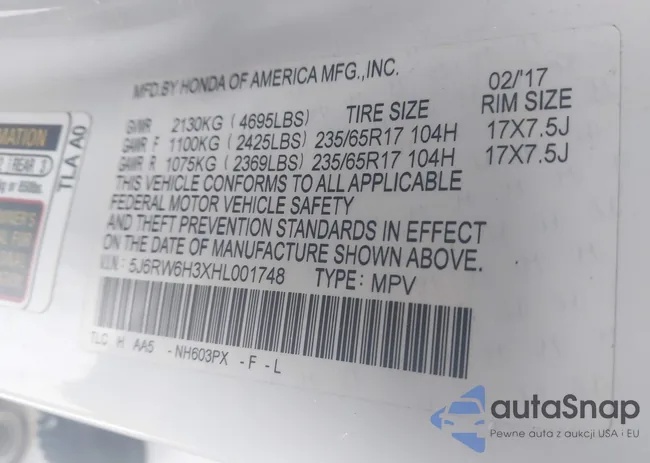 MFD.BY HONDA OF AMERICA MFG.,INC. 02/'17
GVWR 2130KG (4695LBS) TIRE SIZE RIM SIZE
GAWR F 1100KG (2425LBS) 235/65R17 104H 17X7.5J
GAWR R 1075KG (2369LBS) 235/65R17 104H 17X7.5J
THIS VEHICLE CONFORMS TO ALL APPLICABLE
FEDERAL MOTOR VEHICLE SAFETY
AND THEFT PREVENTION STANDARDS IN EFFECT
ON THE DATE OF MANUFACTURE SHOWN ABOVE.
V.I.N.: 5J6RW6H3XHL001748 TYPE: MPV
TLC H AA5 -NH603PX -F -L
TLA A0
REAR
autaSnap
Pewne auta z aukcji USA i EU